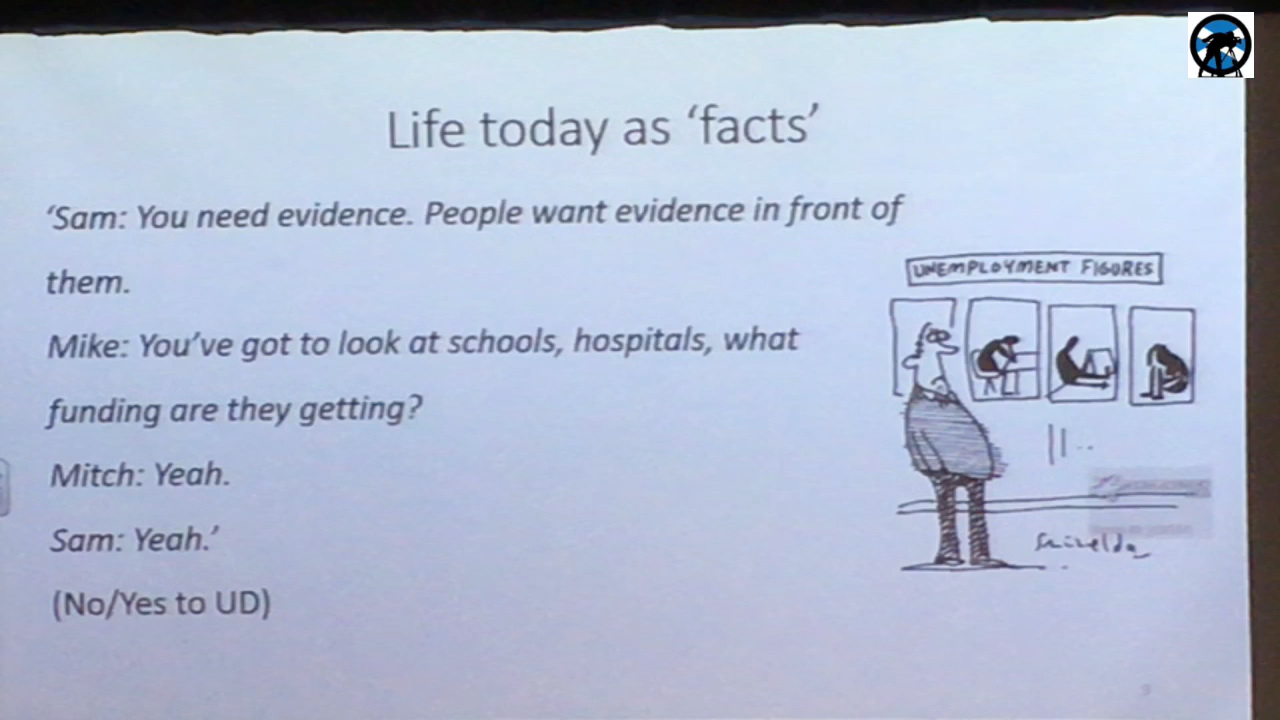 Life today as ‘facts’
‘Sam: You need evidence. People want evidence in front of
them.
Mike: You’ve got to look at schools, hospitals, what
funding are they getting?
Mitch: Yeah.
Sam: Yeah.’
(No/Yes to UD)
UNEMPLOYMENT FIGURES
9